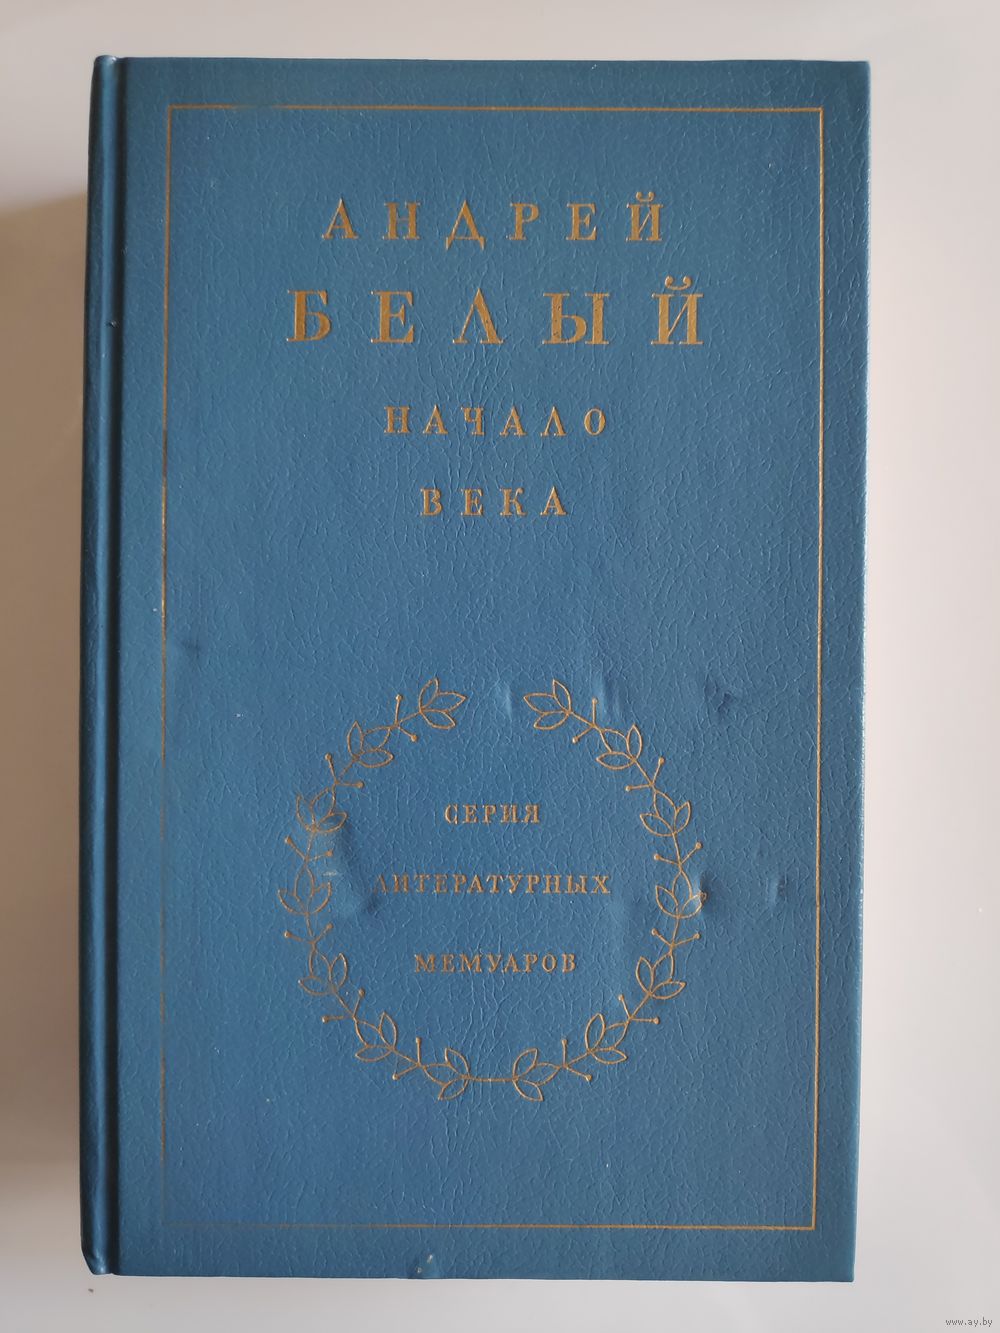 АНДРЕЙ
БЕЛЫЙ
НАЧАЛО
ВЕКА
СЕРИЯ
ЛИТЕРАТУРНЫХ
МЕМУАРОВ
www.ay.by